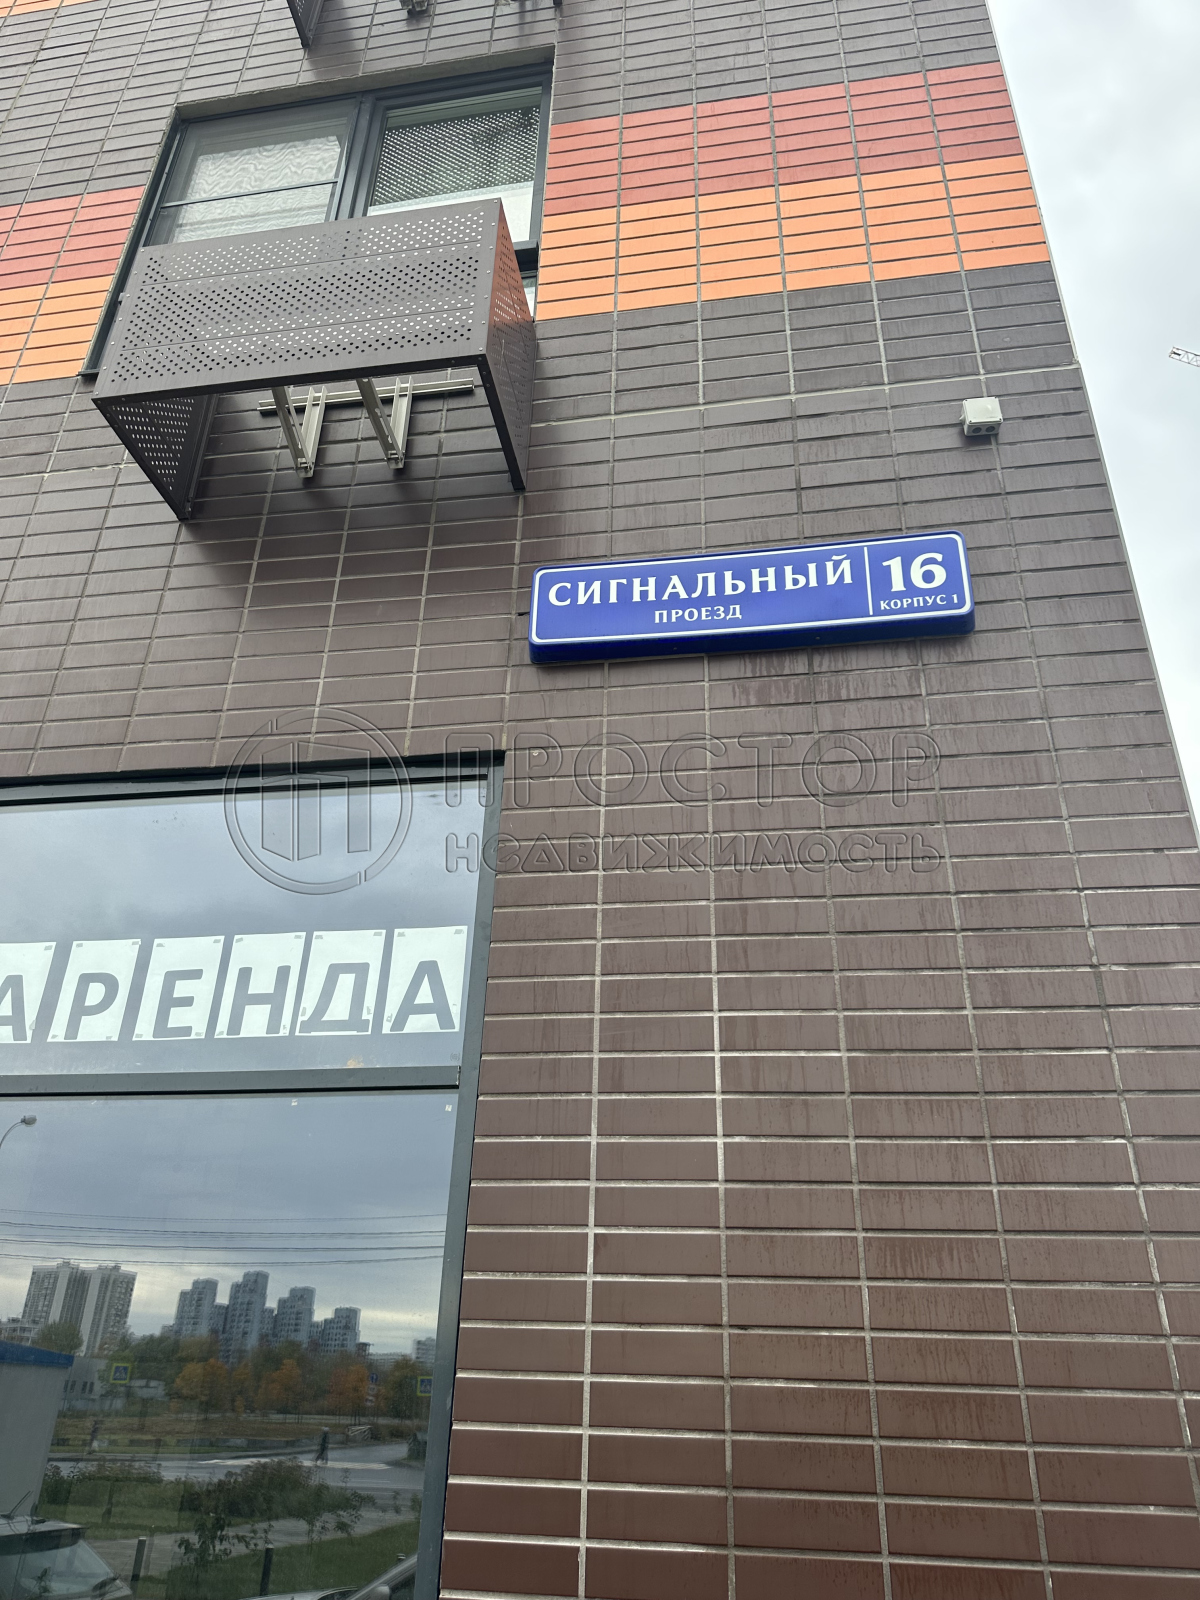 СИГНАЛЬНЫЙ
ПРОЕЗД
16
КОРПУС 1
ПРОСТОР
НЕДВИЖИМОСТЬ
АРЕНДА